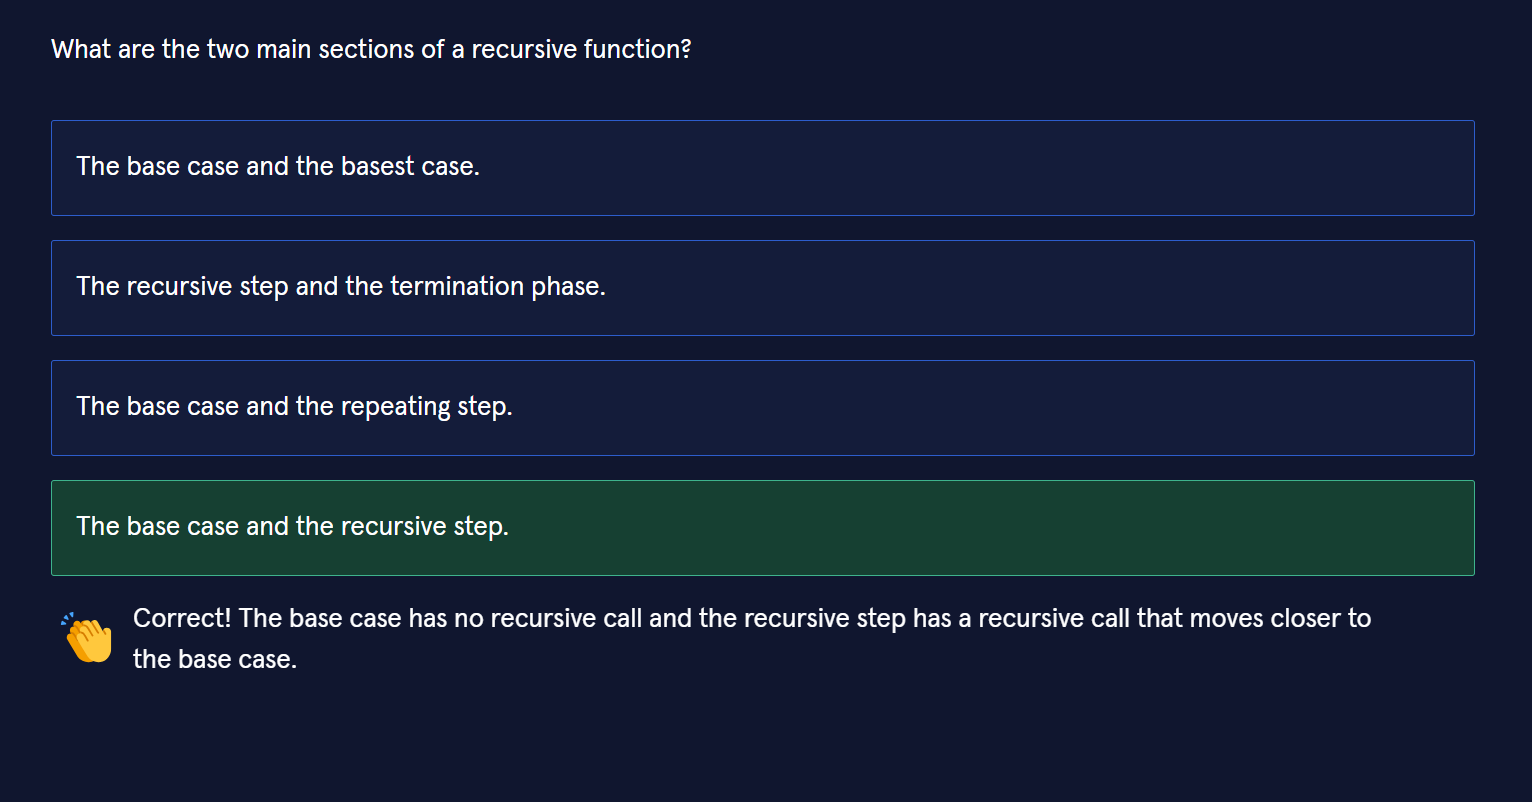 What are the two main sections of a recursive function?
The base case and the basest case.
The recursive step and the termination phase.
The base case and the repeating step.
The base case and the recursive step.
Correct! The base case has no recursive call and the recursive step has a recursive call that moves closer to
the base case.